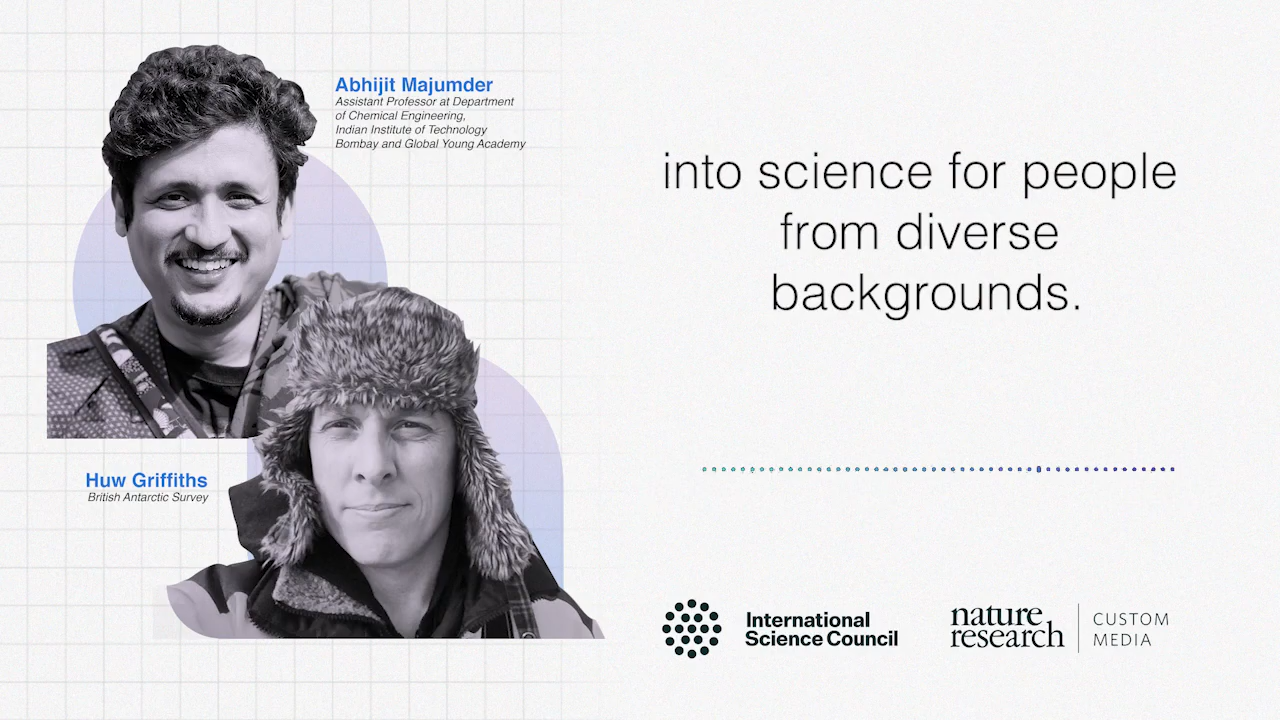 Abhijit Majumder
Assistant Professor at Department
of Chemical Engineering,
Indian Institute of Technology
Bombay and Global Young Academy
Huw Griffiths
British Antarctic Survey
into science for people
from diverse
backgrounds.
International
Science Council
nature
research
CUSTOM
MEDIA